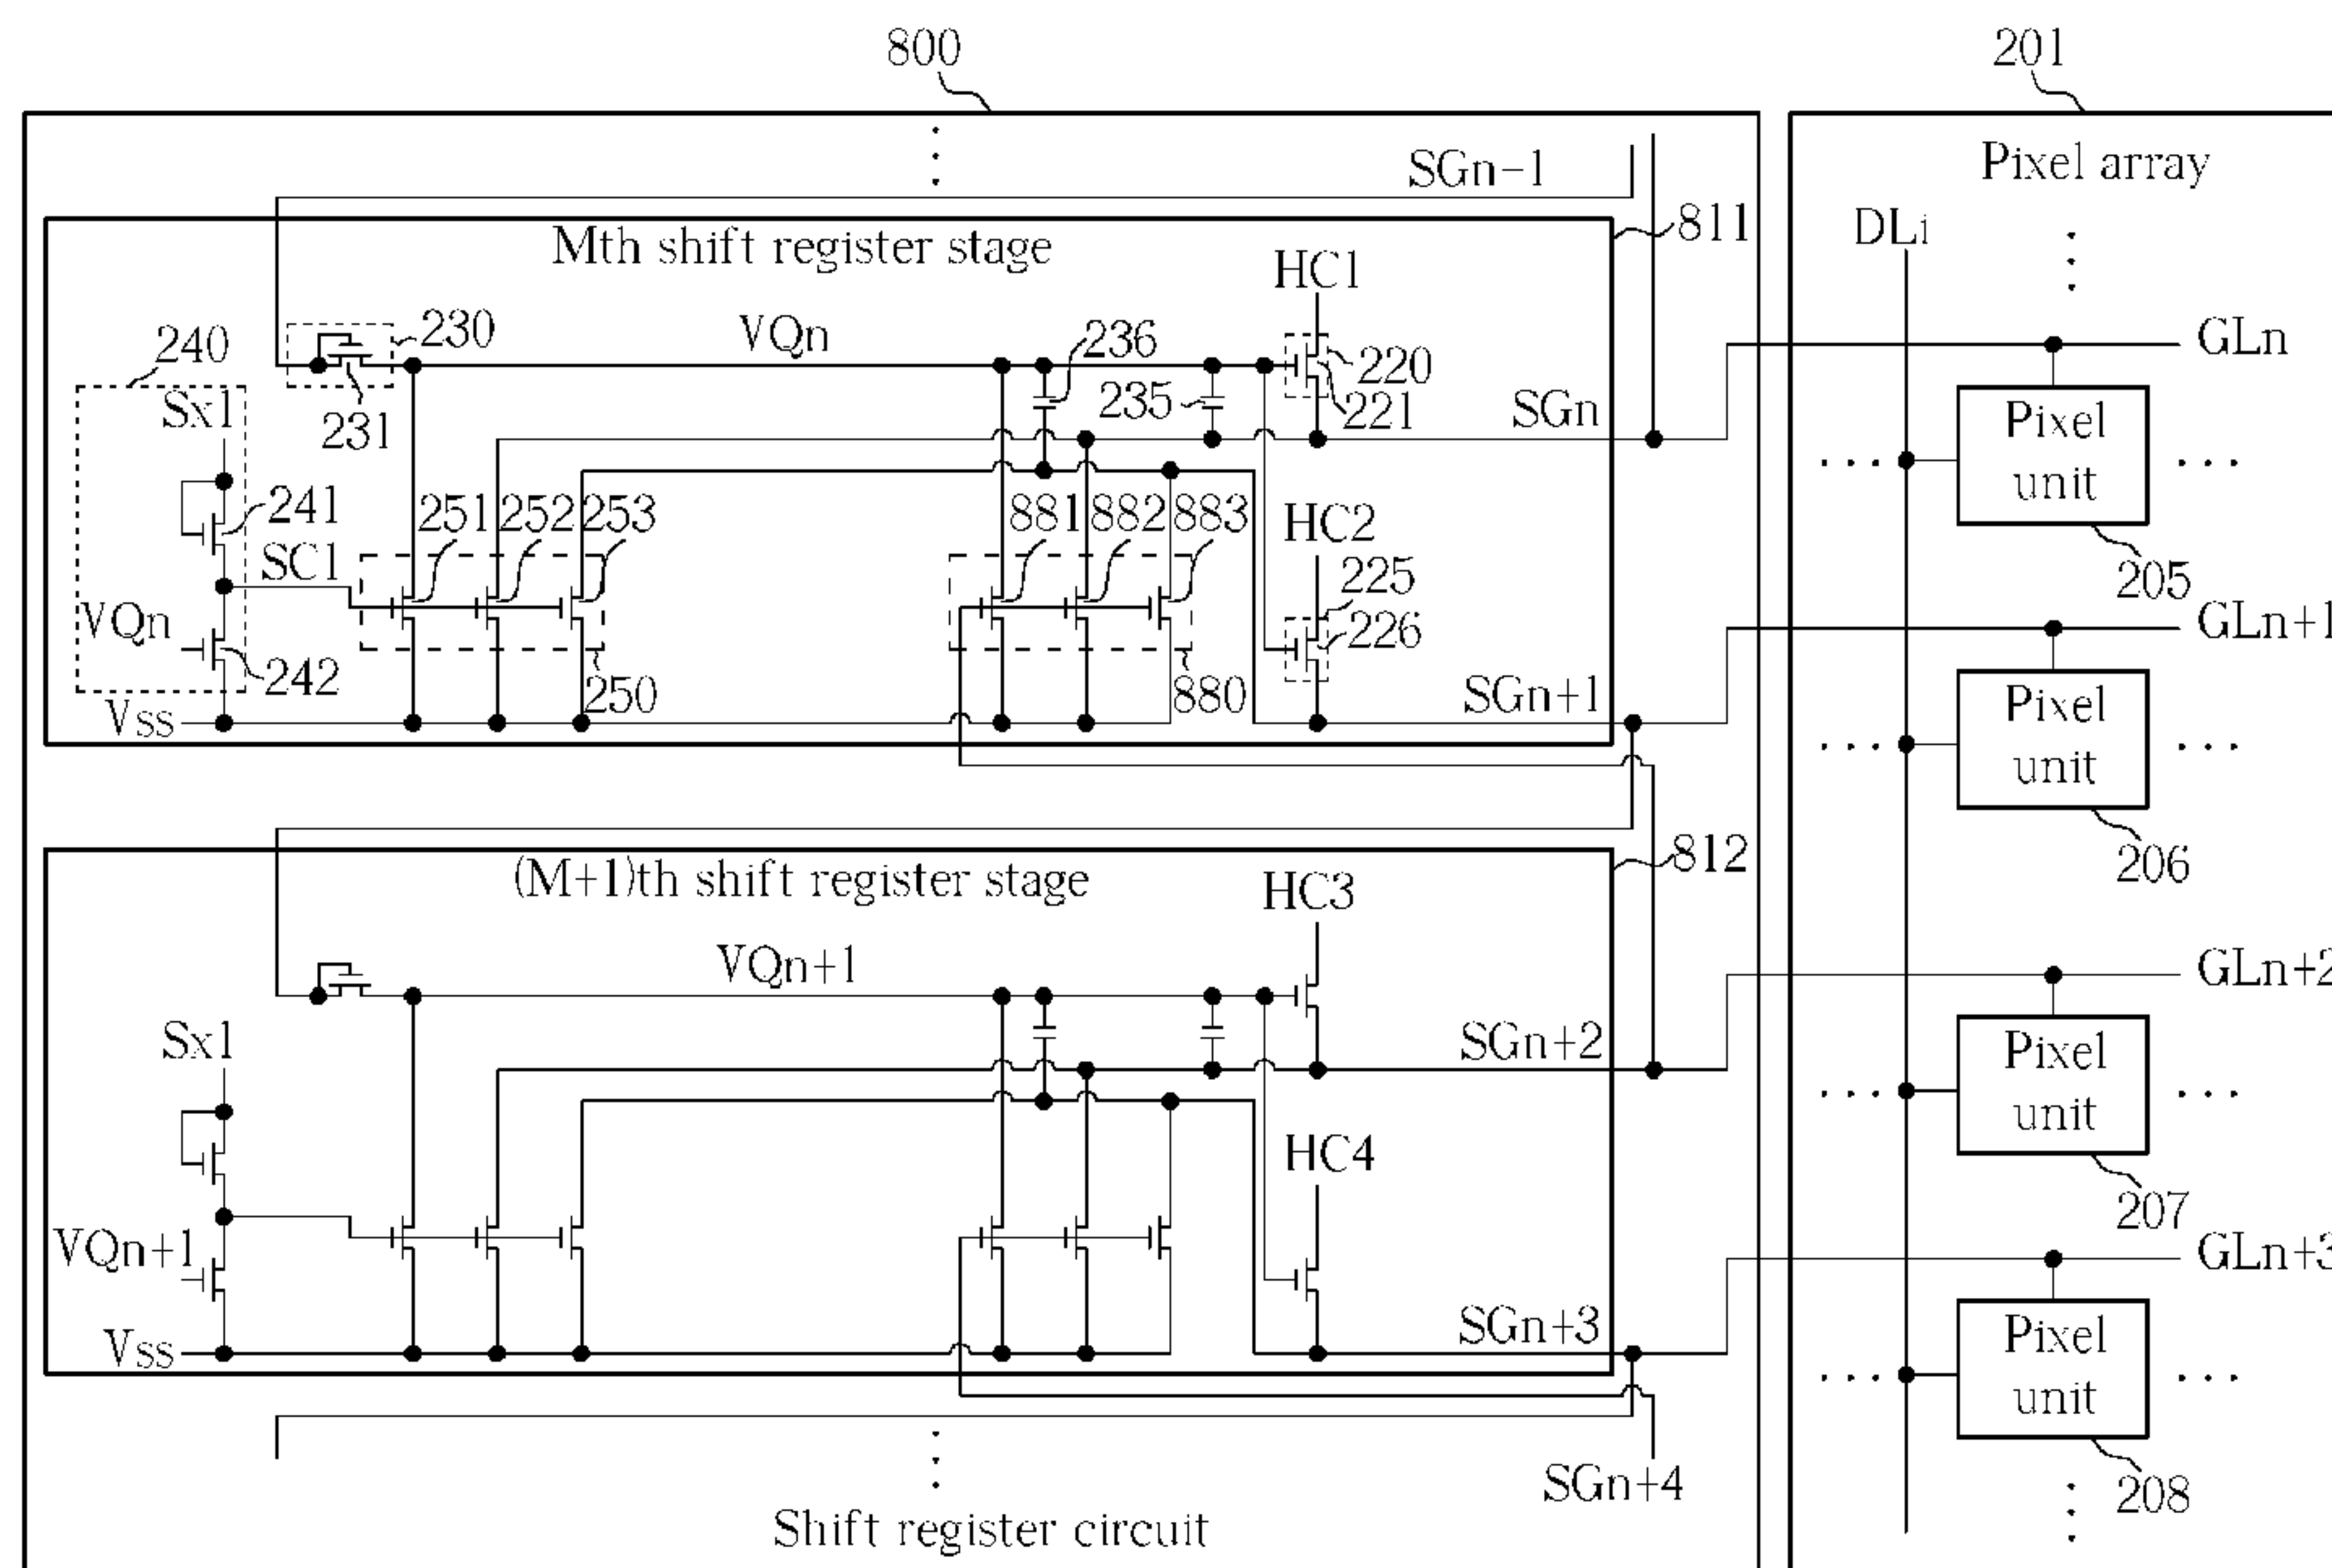 800
201
SGn-1
Pixel array
Mth shift register stage
811
DLi
HC1
240
230
VQn
236
220
GLn
Sx1
231
235
221
SGn
Pixel
unit
241
251
252
253
881
882
883
HC2
SC1
225
205
VQn
226
GLn+1
242
250
880
SGn+1
Vss
Pixel
unit
206
(M+1)th shift register stage
812
HC3
VQn+1
GLn+2
Sx1
SGn+2
Pixel
unit
HC4
207
VQn+1
GLn+3
SGn+3
Vss
Pixel
unit
SGn+4
208
Shift register circuit